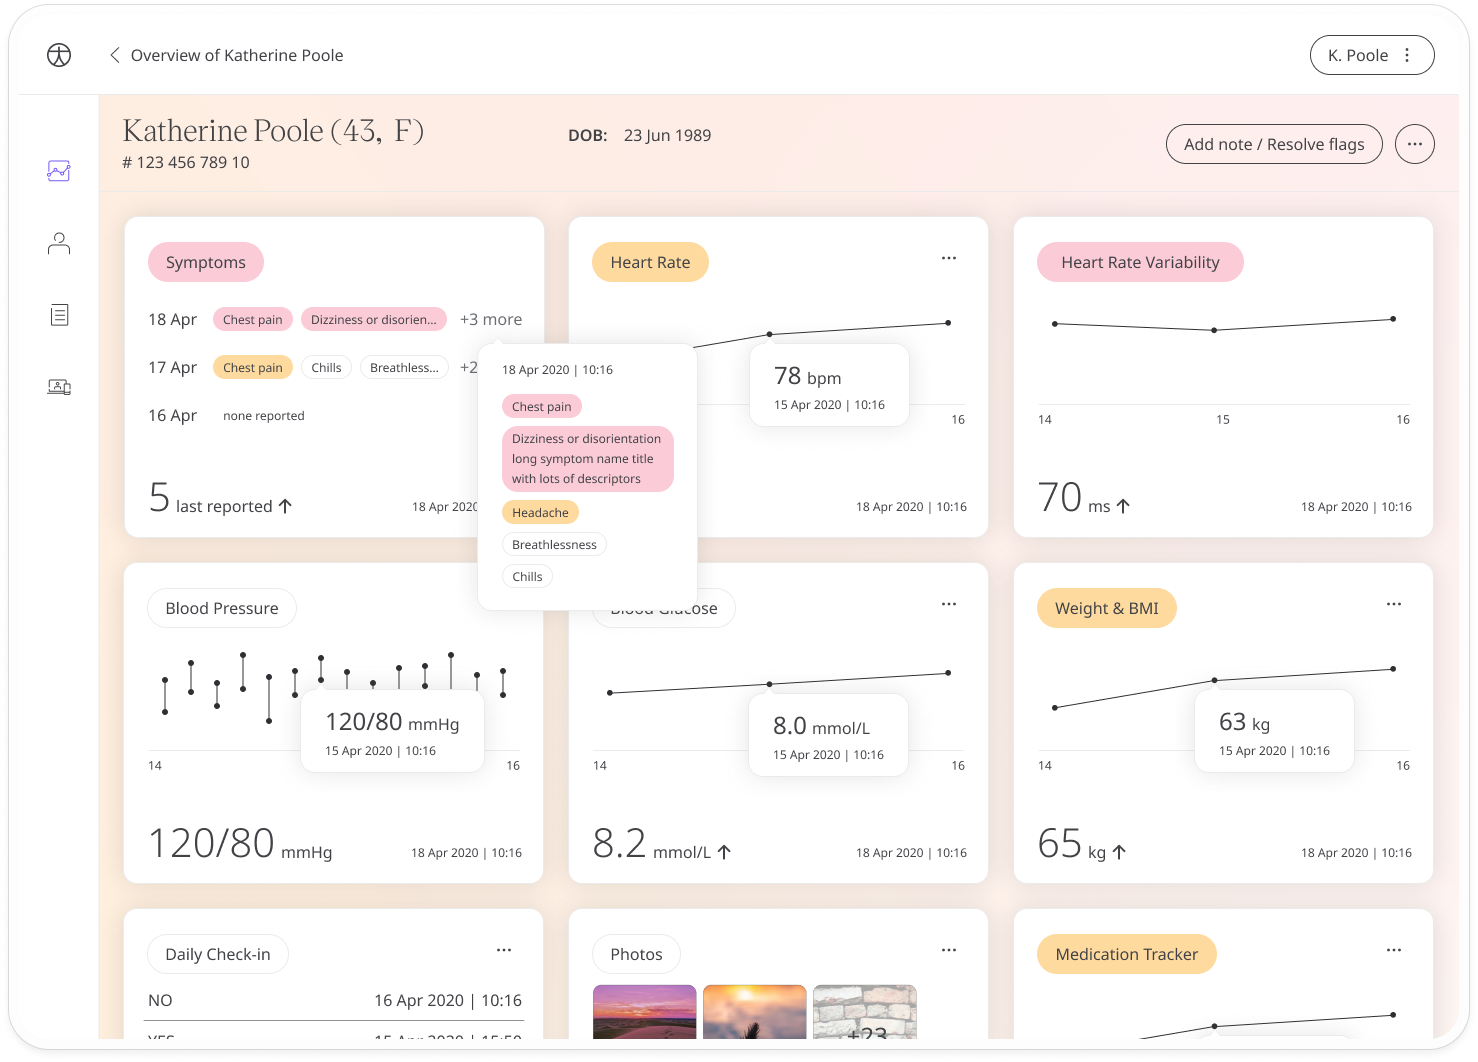 Overview of Katherine Poole
K. Poole
Katherine Poole (43, F)
# 123 456 789 10
DOB: 23 Jun 1989
Add note / Resolve flags
Symptoms
18 Apr Chest pain Dizziness or disorien... +3 more
17 Apr Chest pain Chills Breathless... +2
16 Apr none reported
5 last reported ↑ 18 Apr 2020
18 Apr 2020 | 10:16
Chest pain
Dizziness or disorientation
long symptom name title
with lots of descriptors
Headache
Breathlessness
Chills
Heart Rate
78 bpm
15 Apr 2020 | 10:16
16
18 Apr 2020 | 10:16
Heart Rate Variability
14 15 16
70 ms ↑ 18 Apr 2020 | 10:16
Blood Pressure
120/80 mmHg
15 Apr 2020 | 10:16
14 16
120/80 mmHg 18 Apr 2020 | 10:16
Blood Glucose
8.0 mmol/L
15 Apr 2020 | 10:16
14 16
8.2 mmol/L ↑ 18 Apr 2020 | 10:16
Weight & BMI
63 kg
15 Apr 2020 | 10:16
14 16
65 kg ↑ 18 Apr 2020 | 10:16
Daily Check-in
NO 16 Apr 2020 | 10:16
YES 15 Apr 2020 | 15:50
Photos
+23
Medication Tracker